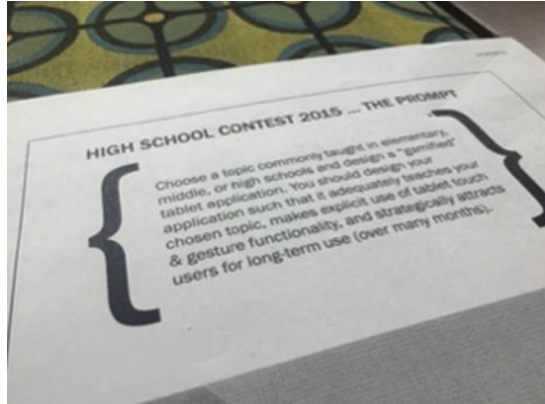 HIGH SCHOOL CONTEST 2015 ... THE PROMPT
Choose a topic commonly taught in elementary,
middle, or high schools and design a "gamified"
tablet application. You should design your
application such that it adequately teaches your
chosen topic, makes explicit use of tablet touch
& gesture functionality, and strategically attracts
users for long-term use (over many months).